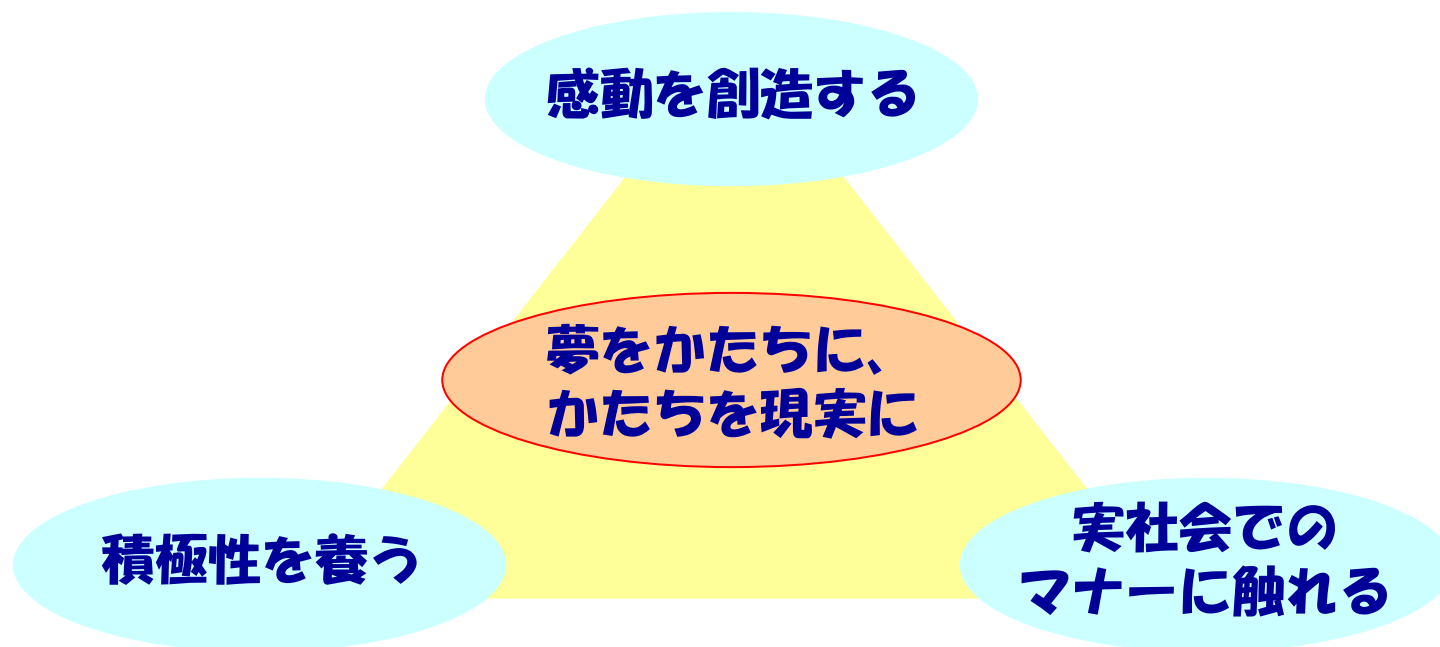 感動を創造する
夢をかたちに、
かたちを現実に
積極性を養う
実社会での
マナーに触れる